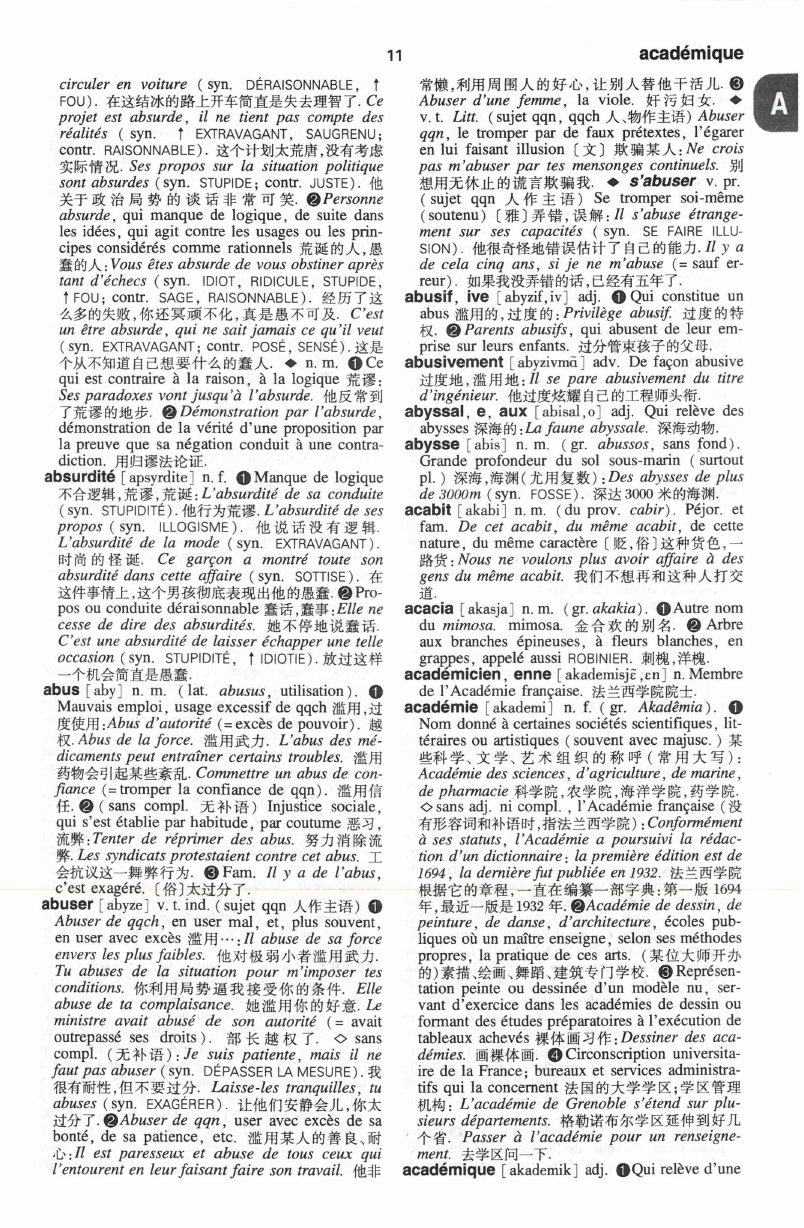 11
académique
A
circuler en voiture ( syn. DÉRAISONNABLE, ↑
FOU). 在这结冰的路上开车简直是失去理智了. Ce
projet est absurde, il ne tient pas compte des
réalités ( syn. ↑ EXTRAVAGANT, SAUGRENU;
contr. RAISONNABLE). 这个计划太荒唐,没有考虑
实际情况. Ses propos sur la situation politique
sont absurdes (syn. STUPIDE; contr. JUSTE). 他
关于政治局势的谈话非常可笑. ❷Personne
absurde, qui manque de logique, de suite dans
les idées, qui agit contre les usages ou les prin-
cipes considérés comme rationnels 荒诞的人,愚
蠢的人:Vous êtes absurde de vous obstiner après
tant d'échecs (syn. IDIOT, RIDICULE, STUPIDE,
↑FOU; contr. SAGE, RAISONNABLE). 经历了这
么多的失败,你还冥顽不化,真是愚不可及. C'est
un être absurde, qui ne sait jamais ce qu'il veut
(syn. EXTRAVAGANT; contr. POSÉ, SENSÉ).这是
个从不知道自己想要什么的蠢人. ◆ n. m. ❶Ce
qui est contraire à la raison, à la logique 荒谬:
Ses paradoxes vont jusqu'à l'absurde. 他反常到
了荒谬的地步. ❷Démonstration par l'absurde,
démonstration de la vérité d'une proposition par
la preuve que sa négation conduit à une contra-
diction. 用归谬法论证.
absurdité [apsyrdite] n. f. ❶Manque de logique
不合逻辑,荒谬,荒诞:L'absurdité de sa conduite
(syn. STUPIDITÉ).他行为荒谬.L'absurdité de ses
propos ( syn. ILLOGISME). 他说话没有逻辑.
L'absurdité de la mode ( syn. EXTRAVAGANT).
时尚的怪诞. Ce garçon a montré toute son
absurdité dans cette affaire (syn. SOTTISE). 在
这件事情上,这个男孩彻底表现出他的愚蠢.❷Pro-
pos ou conduite déraisonnable 蠢话,蠢事:Elle ne
cesse de dire des absurdités. 她不停地说蠢话.
C'est une absurdité de laisser échapper une telle
occasion (syn. STUPIDITÉ, ↑ IDIOTIE).放过这样
一个机会简直是愚蠢.
abus [aby] n. m. (lat. abusus, utilisation). ❶
Mauvais emploi, usage excessif de qqch 滥用,过
度使用:Abus d'autorité (=excès de pouvoir). 越
权.Abus de la force. 滥用武力. L'abus des mé-
dicaments peut entraîner certains troubles. 滥用
药物会引起某些紊乱. Commettre un abus de con-
fiance (=tromper la confiance de qqn). 滥用信
任.❷ (sans compl. 无补语) Injustice sociale,
qui s'est établie par habitude, par coutume 恶习,
流弊:Tenter de réprimer des abus. 努力消除流
弊. Les syndicats protestaient contre cet abus. 工
会抗议这一舞弊行为. ❸Fam. Il y a de l'abus,
c'est exagéré. [俗]太过分了.
abuser [abyze] v. t. ind. (sujet qqn 人作主语) ❶
Abuser de qqch, en user mal, et, plus souvent,
en user avec excès 滥用…:Il abuse de sa force
envers les plus faibles. 他对极弱小者滥用武力.
Tu abuses de la situation pour m'imposer tes
conditions. 你利用局势逼我接受你的条件. Elle
abuse de ta complaisance. 她滥用你的好意. Le
ministre avait abusé de son autorité (= avait
outrepassé ses droits). 部长越权了. ◇ sans
compl. (无补语):Je suis patiente, mais il ne
faut pas abuser (syn. DÉPASSER LA MESURE).我
很有耐性,但不要过分. Laisse-les tranquilles, tu
abuses (syn. EXAGÉRER). 让他们安静会儿,你太
过分了.❷Abuser de qqn, user avec excès de sa
bonté, de sa patience, etc. 滥用某人的善良、耐
心:Il est paresseux et abuse de tous ceux qui
l'entourent en leur faisant faire son travail. 他非
常懒,利用周围人的好心,让别人替他干活儿. ❸
Abuser d'une femme, la viole. 奸污妇女. ◆
v. t. Litt. (sujet qqn, qqch 人、物作主语) Abuser
qqn, le tromper par de faux prétextes, l'égarer
en lui faisant illusion [文] 欺骗某人:Ne crois
pas m'abuser par tes mensonges continuels. 别
想用无休止的谎言欺骗我. ◆ s'abuser v. pr.
(sujet qqn 人作主语) Se tromper soi-même
(soutenu) [雅]弄错,误解:Il s'abuse étrange-
ment sur ses capacités ( syn. SE FAIRE ILLU-
SION). 他很奇怪地错误估计了自己的能力. Il y a
de cela cinq ans, si je ne m'abuse (= sauf er-
reur). 如果我没弄错的话,已经有五年了.
abusif, ive [abyzif,iv] adj. ❶ Qui constitue un
abus 滥用的,过度的:Privilège abusif. 过度的特
权. ❷Parents abusifs, qui abusent de leur em-
prise sur leurs enfants. 过分管束孩子的父母.
abusivement [abyzivmɑ̃] adv. De façon abusive
过度地,滥用地:Il se pare abusivement du titre
d'ingénieur. 他过度炫耀自己的工程师头衔.
abyssal, e, aux [abisal,o] adj. Qui relève des
abysses 深海的:La faune abyssale. 深海动物.
abysse [abis] n. m. (gr. abussos, sans fond).
Grande profondeur du sol sous-marin (surtout
pl.) 深海,海渊(尤用复数):Des abysses de plus
de 3000m (syn. FOSSE). 深达3000米的海渊.
acabit [akabi] n. m. (du prov. cabir). Péjor. et
fam. De cet acabit, du même acabit, de cette
nature, du même caractère [贬,俗]这种货色,一
路货:Nous ne voulons plus avoir affaire à des
gens du même acabit. 我们不想再和这种人打交
道.
acacia [akasja] n. m. (gr. akakia). ❶Autre nom
du mimosa. mimosa. 金合欢的别名. ❷ Arbre
aux branches épineuses, à fleurs blanches, en
grappes, appelé aussi ROBINIER. 刺槐,洋槐.
académicien, enne [akademisjɛ̃,ɛn] n. Membre
de l'Académie française. 法兰西学院院士.
académie [akademi] n. f. ( gr. Akadêmia). ❶
Nom donné à certaines sociétés scientifiques, lit-
téraires ou artistiques (souvent avec majusc.) 某
些科学、文学、艺术组织的称呼(常用大写):
Académie des sciences, d'agriculture, de marine,
de pharmacie 科学院,农学院,海洋学院,药学院.
◇sans adj. ni compl. , l'Académie française (没
有形容词和补语时,指法兰西学院):Conformément
à ses statuts, l'Académie a poursuivi la rédac-
tion d'un dictionnaire: la première édition est de
1694, la dernière fut publiée en 1932. 法兰西学院
根据它的章程,一直在编纂一部字典:第一版1694
年,最近一版是1932年.❷Académie de dessin, de
peinture, de danse, d'architecture, écoles pub-
liques où un maître enseigne, selon ses méthodes
propres, la pratique de ces arts. (某位大师开办
的)素描、绘画、舞蹈、建筑专门学校. ❸Représen-
tation peinte ou dessinée d'un modèle nu, ser-
vant d'exercice dans les académies de dessin ou
formant des études préparatoires à l'exécution de
tableaux achevés 裸体画习作:Dessiner des aca-
démies. 画裸体画. ❹Circonscription universita-
ire de la France; bureaux et services administra-
tifs qui la concernent 法国的大学学区;学区管理
机构: L'académie de Grenoble s'étend sur plu-
sieurs départements. 格勒诺布尔学区延伸到好几
个省. Passer à l'académie pour un renseigne-
ment. 去学区问一下.
académique [akademik] adj. ❶Qui relève d'une